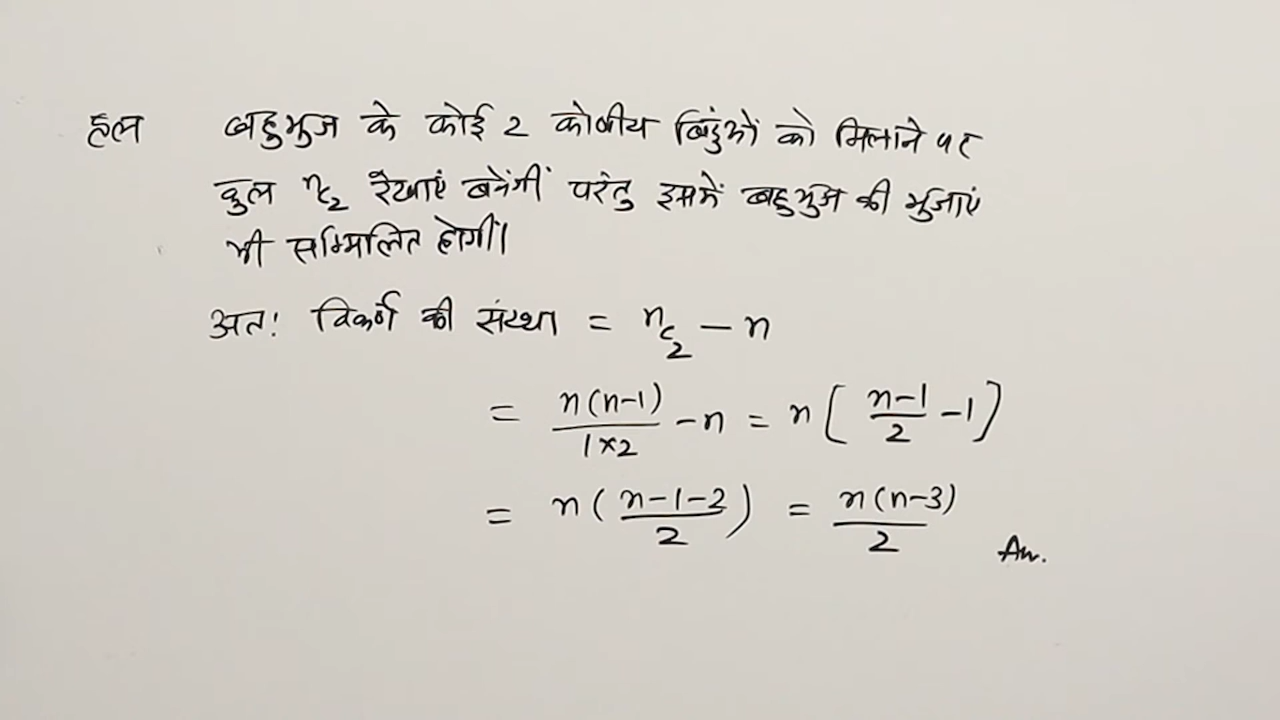 हल बहुभुज के कोई 2 कोणीय बिंदुओं को मिलाने पर
कुल ⁿc₂ रेखाएं बनेंगीं परंतु इसमें बहुभुज की भुजाएं
भी सम्मिलित होगीं।
अतः विकर्ण की संख्या = ⁿc₂ − n
= n(n−1)/1×2 − n = n[n−1/2 − 1]
= n(n−1−2/2) = n(n−3)/2 An.